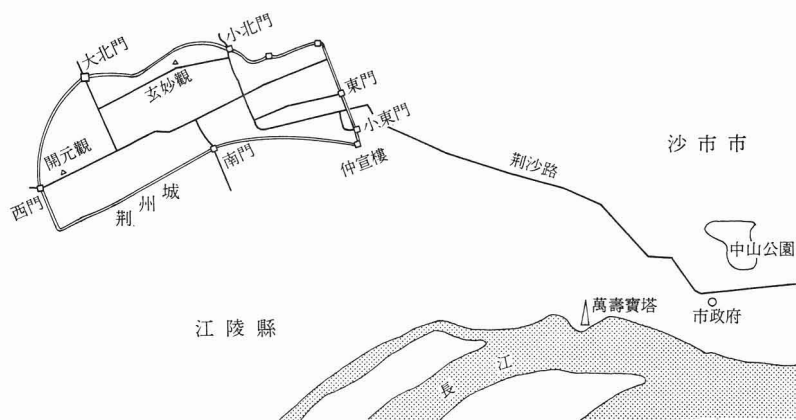 小北門
大北門
玄妙觀
東門
小東門
開元觀
南門
仲宣樓
沙市市
荆沙路
西門
荆州城
中山公園
萬壽寶塔
市政府
江陵縣
長江